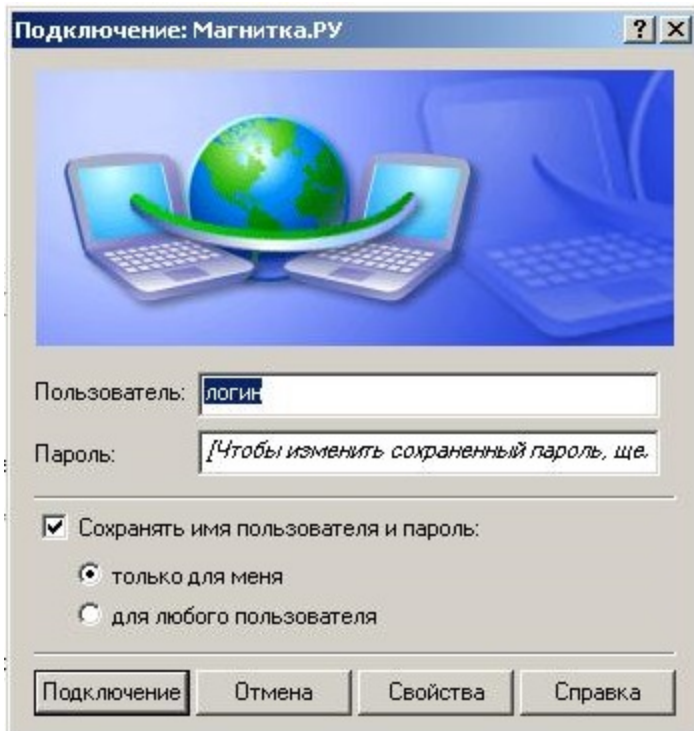 Подключение: Магнитка.РУ
Пользователь: логин
Пароль: [Чтобы изменить сохраненный пароль, ще
Сохранять имя пользователя и пароль:
только для меня
для любого пользователя
Подключение Отмена Свойства Справка